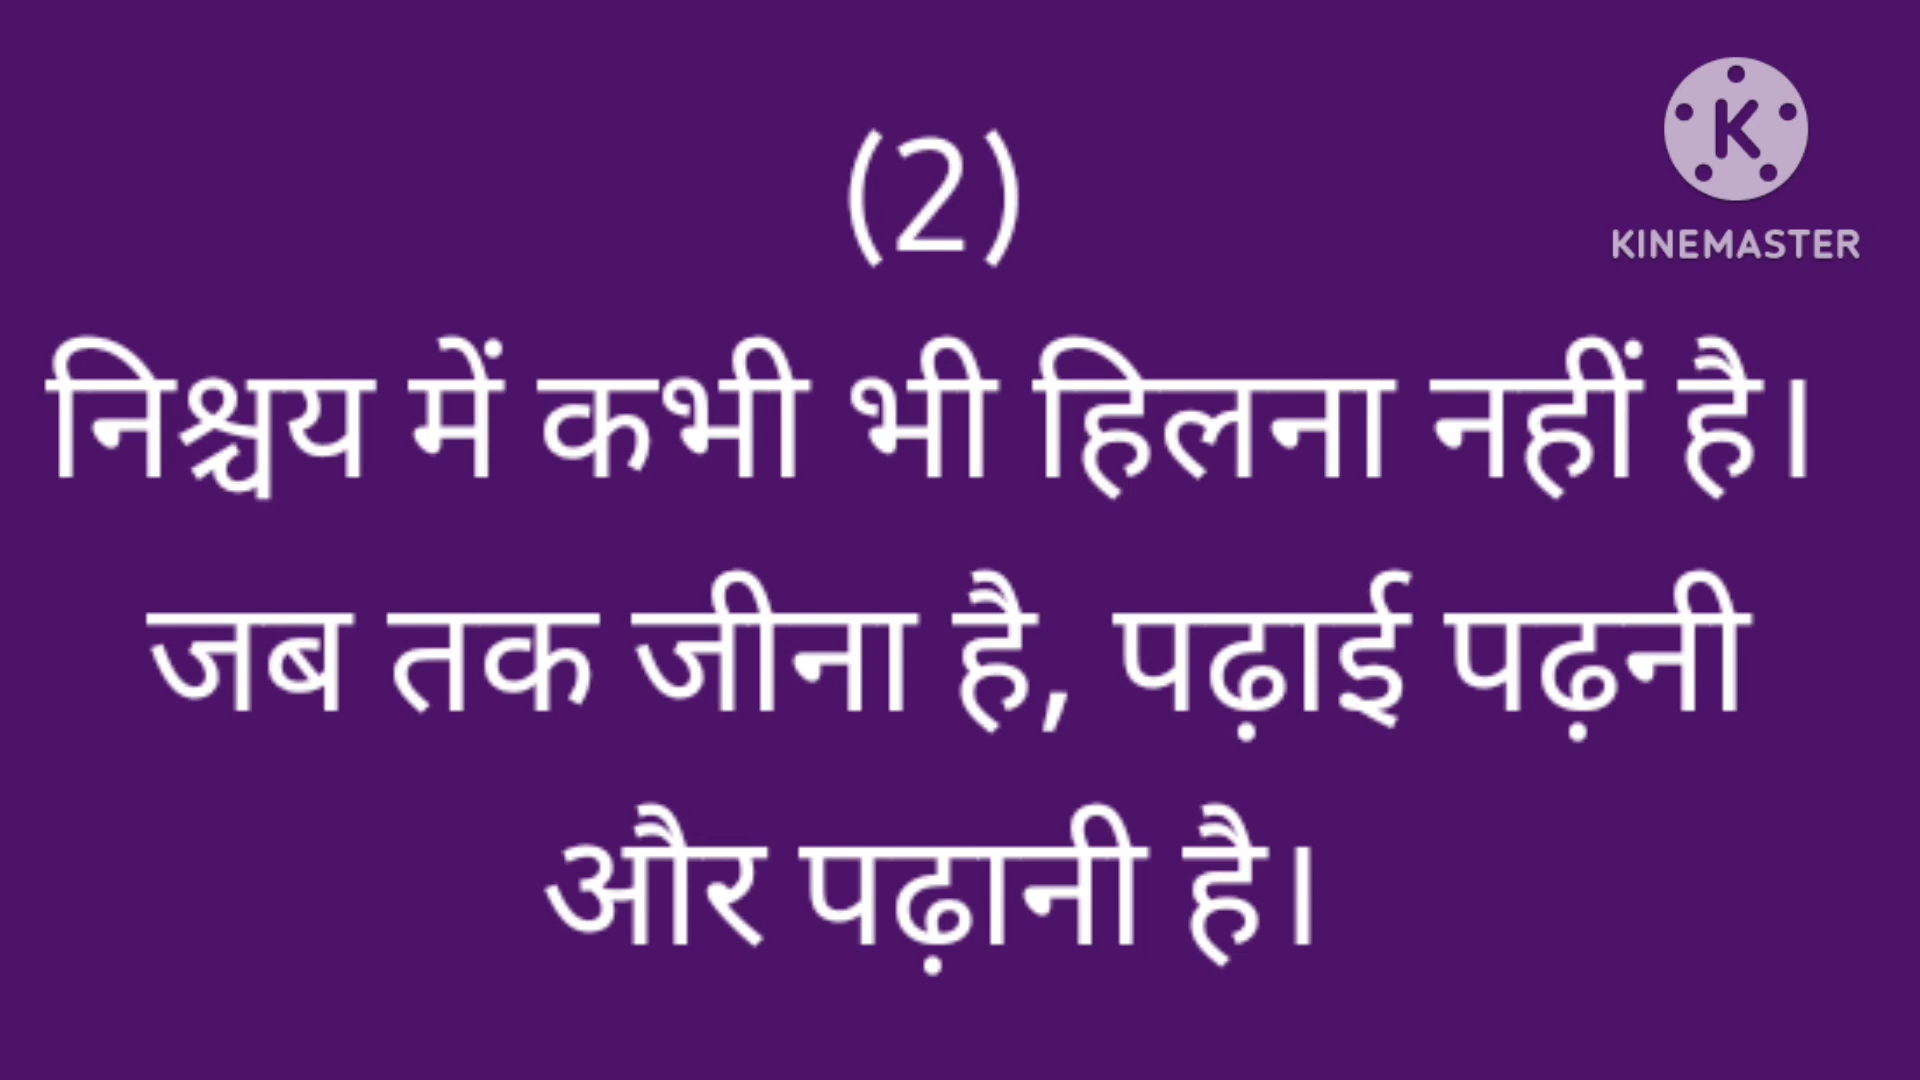 (2)
KINEMASTER
निश्चय में कभी भी हिलना नहीं है।
जब तक जीना है, पढ़ाई पढ़नी
और पढ़ानी है।